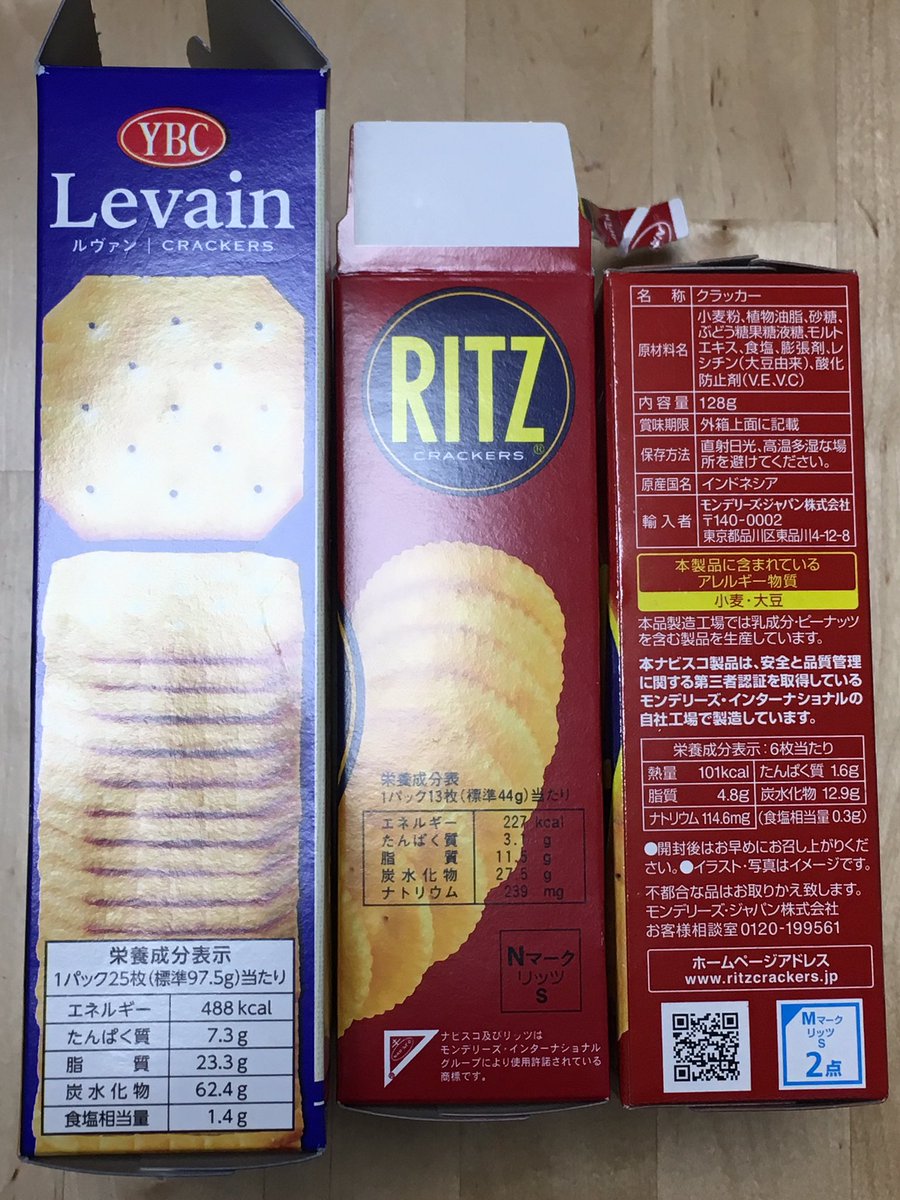 YBC
Levain
ルヴァン | CRACKERS
栄養成分表示
1パック25枚(標準97.5g)当たり
エネルギー 488kcal
たんぱく質 7.3g
脂質 23.3g
炭水化物 62.4g
食塩相当量 1.4g
RITZ
CRACKERS ®
栄養成分表
1パック13枚(標準44g)当たり
エネルギー 227 kcal
たんぱく質 3.1 g
脂質 11.5 g
炭水化物 27.5 g
ナトリウム 239 mg
Nマーク
リッツ
S
ナビスコ及びリッツは
モンデリーズ・インターナショナル
グループにより使用許諾されている
商標です。
名称 クラッカー
原材料名 小麦粉、植物油脂、砂糖、
ぶどう糖果糖液糖、モルト
エキス、食塩、膨張剤、レ
シチン(大豆由来)、酸化
防止剤(V.E、V.C)
内容量 128g
賞味期限 外箱上面に記載
保存方法 直射日光、高温多湿な場
所を避けてください。
原産国名 インドネシア
輸入者 モンデリーズ・ジャパン株式会社
〒140-0002
東京都品川区東品川4-12-8
本製品に含まれている
アレルギー物質
小麦・大豆
本品製造工場では乳成分・ピーナッツ
を含む製品を生産しています。
本ナビスコ製品は、安全と品質管理
に関する第三者認証を取得している
モンデリーズ・インターナショナルの
自社工場で製造しています。
栄養成分表示:6枚当たり
熱量 101kcal たんぱく質 1.6g
脂質 4.8g 炭水化物 12.9g
ナトリウム 114.6mg (食塩相当量 0.3g)
●開封後はお早めにお召し上がりくだ
さい。●イラスト・写真はイメージです。
不都合な品はお取りかえ致します。
モンデリーズ・ジャパン株式会社
お客様相談室 0120-199561
ホームページアドレス
www.ritzcrackers.jp
Mマーク
リッツ
S
2点